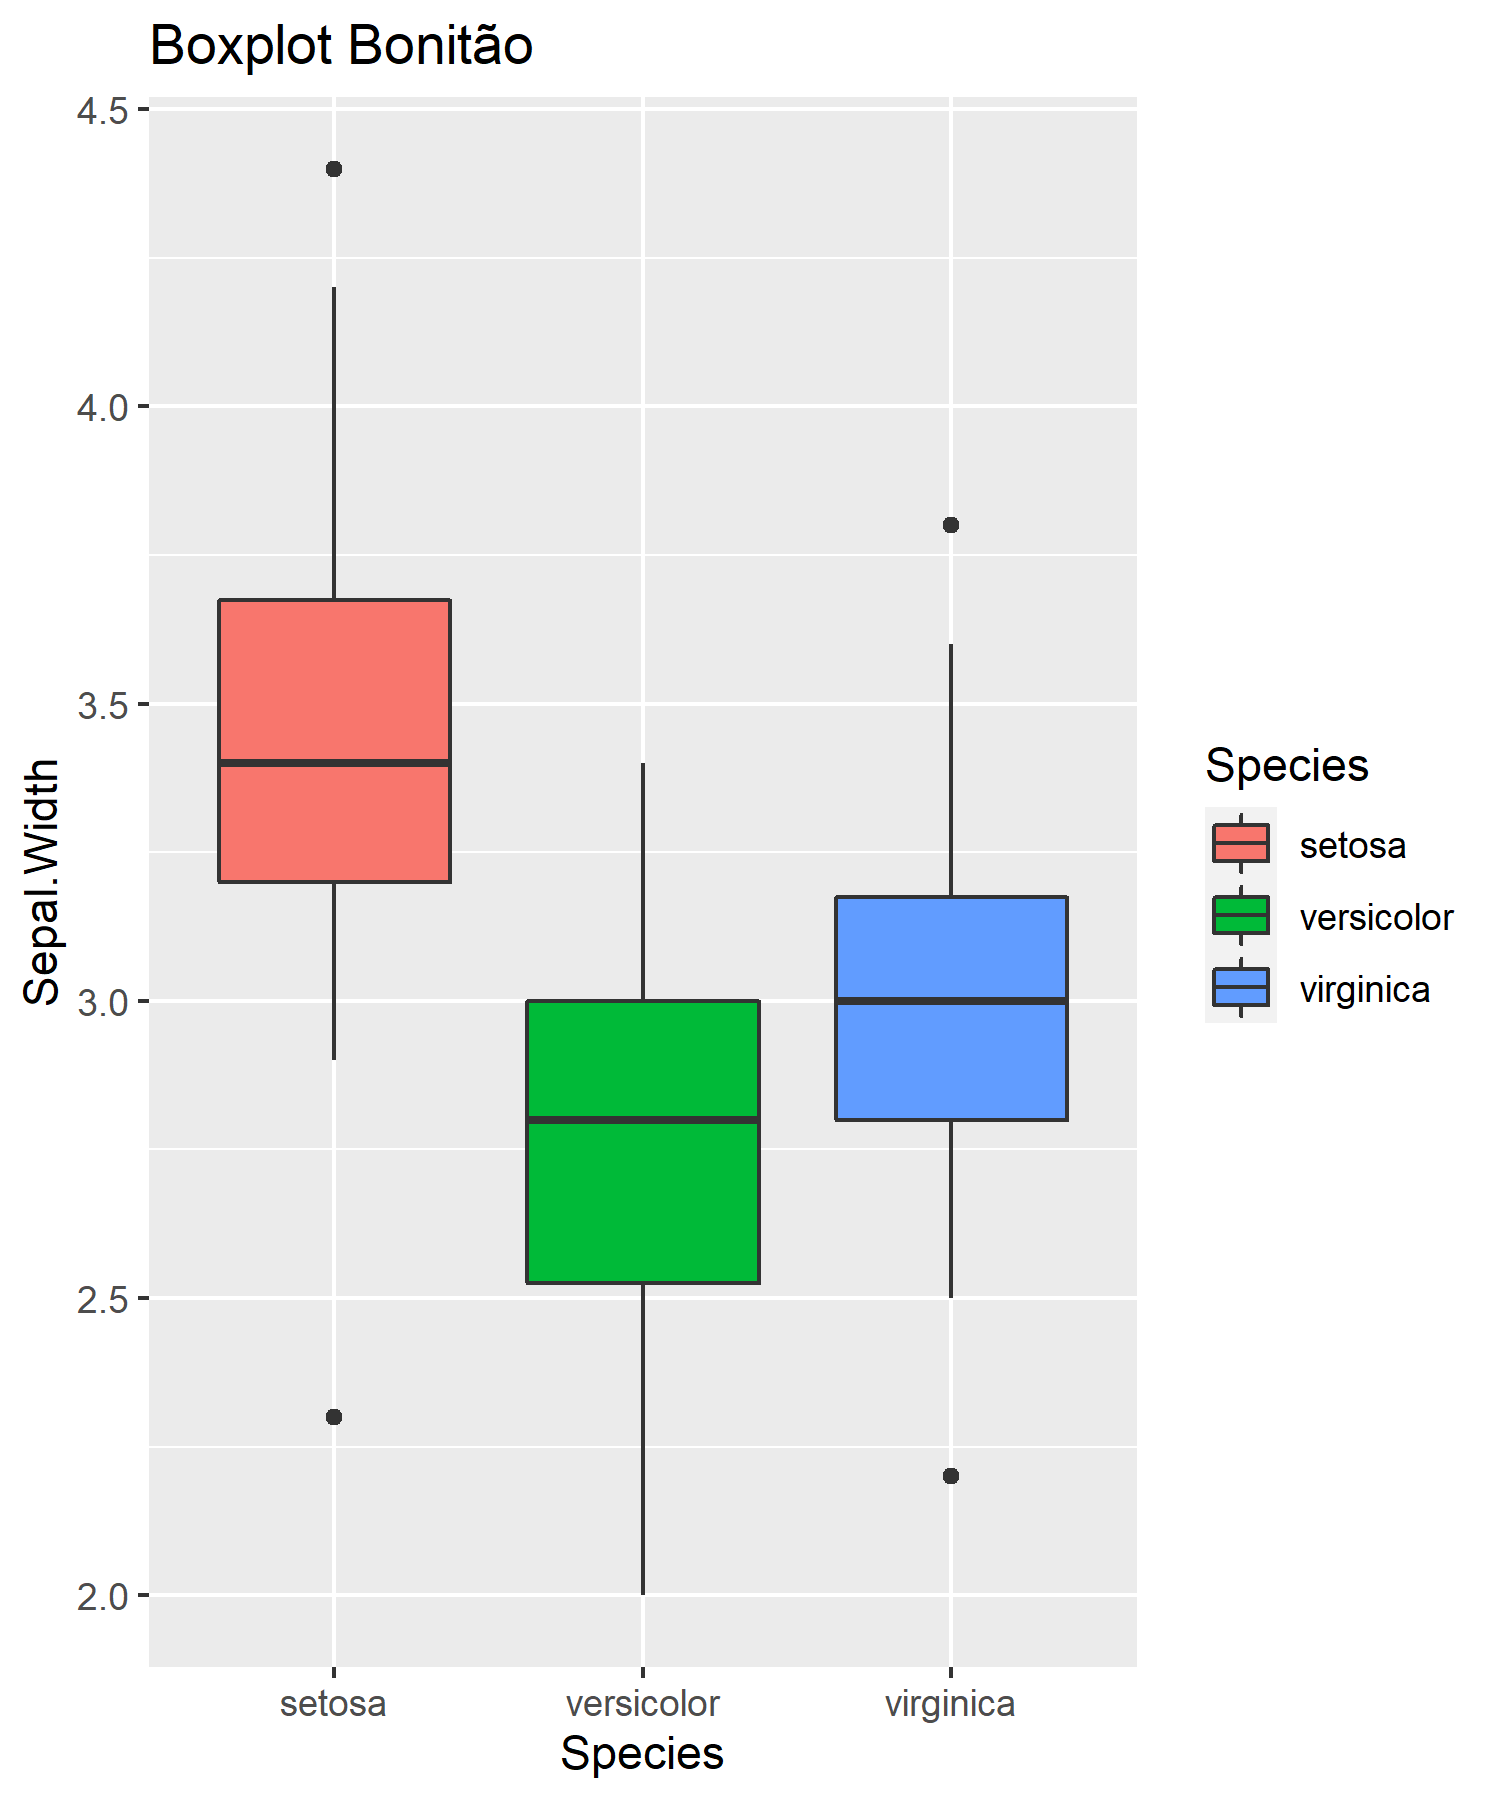 Boxplot Bonitão
4.5
4.0
3.5
3.0
2.5
2.0
Sepal.Width
setosa
versicolor
virginica
Species
Species
setosa
versicolor
virginica